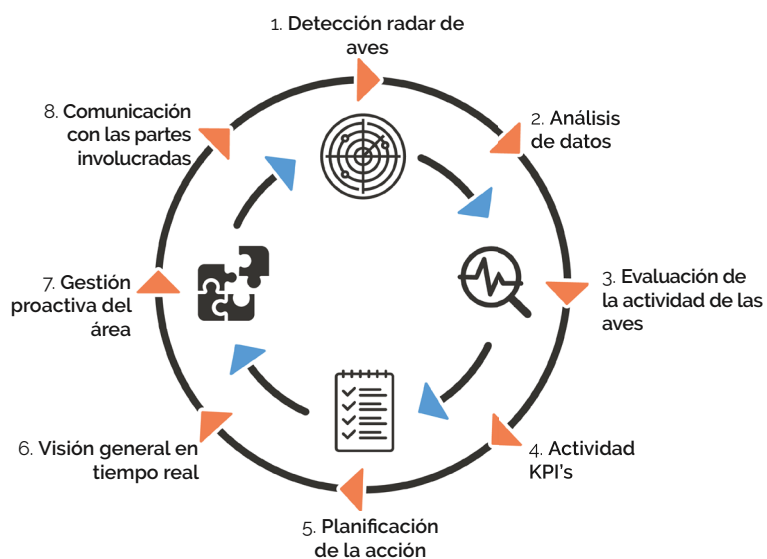 1. Detección radar de
aves
2. Análisis
de datos
3. Evaluación de
la actividad de las
aves
4. Actividad
KPI's
5. Planificación
de la acción
6. Visión general en
tiempo real
7. Gestión
proactiva del
área
8. Comunicación
con las partes
involucradas